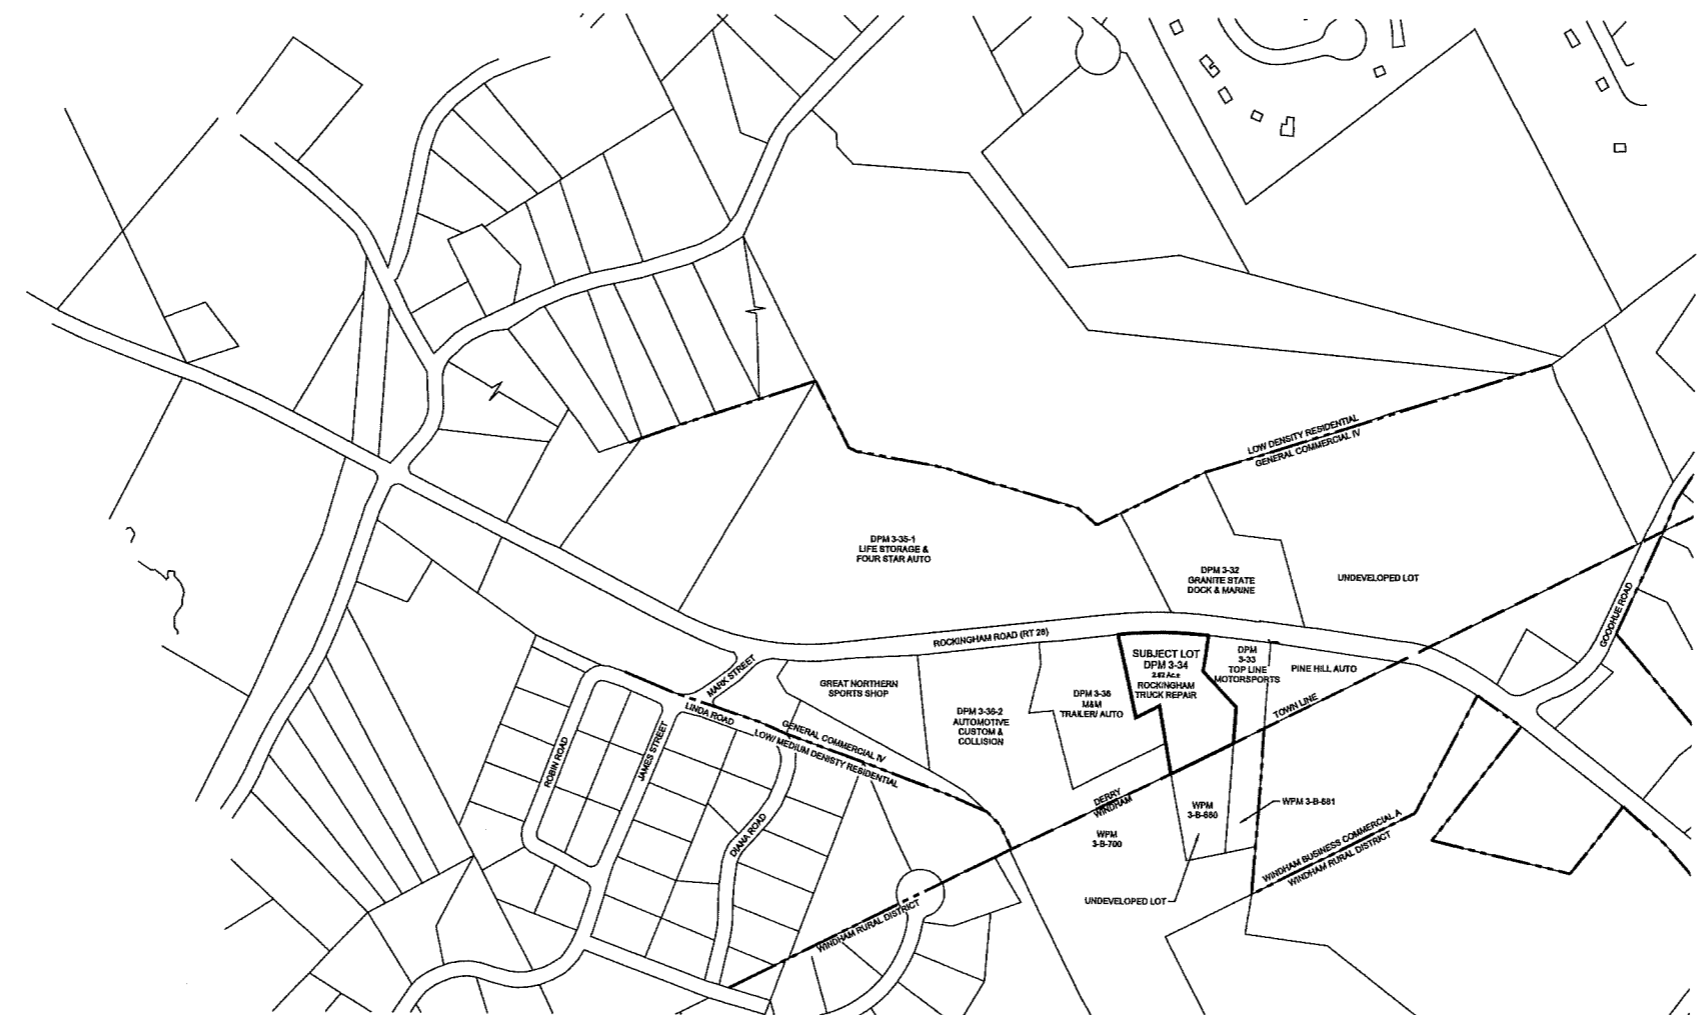 LOW DENSITY RESIDENTIAL
GENERAL COMMERCIAL IV
DPM 3-35-1
LIFE STORAGE &
FOUR STAR AUTO
DPM 3-32
GRANITE STATE
DOCK & MARINE
UNDEVELOPED LOT
GOODHUE ROAD
ROCKINGHAM ROAD (RT 28)
MARK STREET
GREAT NORTHERN
SPORTS SHOP
DPM 3-36-2
AUTOMOTIVE
CUSTOM &
COLLISION
DPM 3-36
M&M
TRAILER/ AUTO
SUBJECT LOT
DPM 3-34
2.62 Ac.±
ROCKINGHAM
TRUCK REPAIR
DPM
3-33
TOP LINE
MOTORSPORTS
PINE HILL AUTO
TOWN LINE
LINDA ROAD
GENERAL COMMERCIAL IV
LOW/ MEDIUM DENISTY RESIDENTIAL
ROBIN ROAD
JAMES STREET
DIANA ROAD
DERRY
WINDHAM
WPM
3-B-700
WPM
3-B-680
WPM 3-B-681
UNDEVELOPED LOT
WINDHAM BUSINESS COMMERCIAL A
WINDHAM RURAL DISTRICT
WINDHAM RURAL DISTRICT